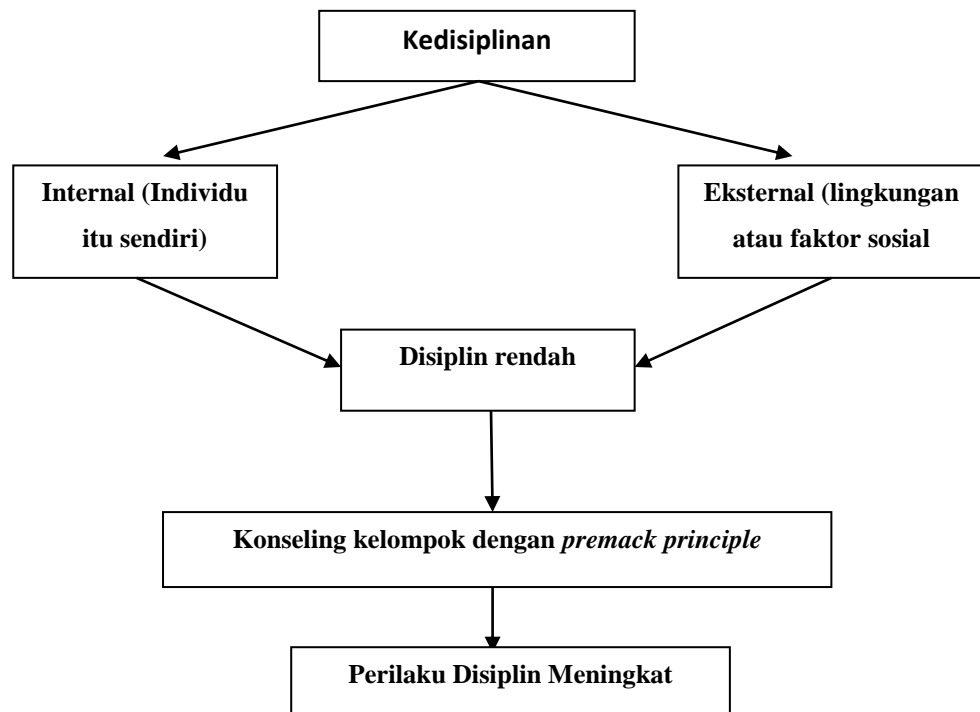 Kedisiplinan
Internal (Individu
itu sendiri)
Eksternal (lingkungan
atau faktor sosial
Disiplin rendah
Konseling kelompok dengan premack principle
Perilaku Disiplin Meningkat